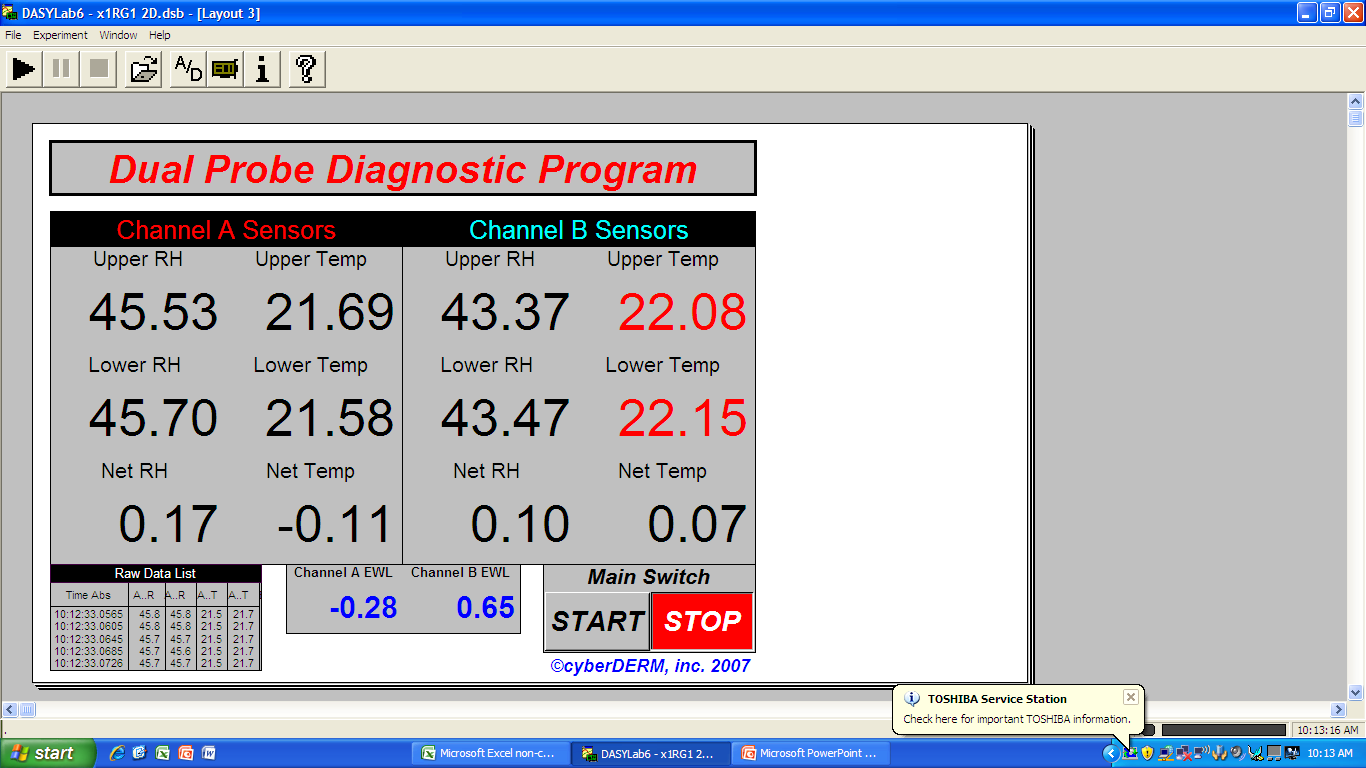 DASYLab6 - x1RG1 2D.dsb - [Layout 3]
File Experiment Window Help
A/D
Dual Probe Diagnostic Program
Channel A Sensors Channel B Sensors
Upper RH Upper Temp Upper RH Upper Temp
45.53 21.69 43.37 22.08
Lower RH Lower Temp Lower RH Lower Temp
45.70 21.58 43.47 22.15
Net RH Net Temp Net RH Net Temp
0.17 -0.11 0.10 0.07
Raw Data List
Time Abs A..R A..R A..T A..T
10:12:33.0565 45.8 45.8 21.5 21.7
10:12:33.0605 45.8 45.8 21.5 21.7
10:12:33.0645 45.7 45.7 21.5 21.7
10:12:33.0685 45.7 45.6 21.5 21.7
10:12:33.0726 45.7 45.7 21.5 21.7
Channel A EWL Channel B EWL
-0.28 0.65
Main Switch
START STOP
©cyberDERM, inc. 2007
TOSHIBA Service Station
Check here for important TOSHIBA information.
10:13:16 AM
start
Microsoft Excel non-c...
DASYLab6 - x1RG1 2...
Microsoft PowerPoint ...
10:13 AM